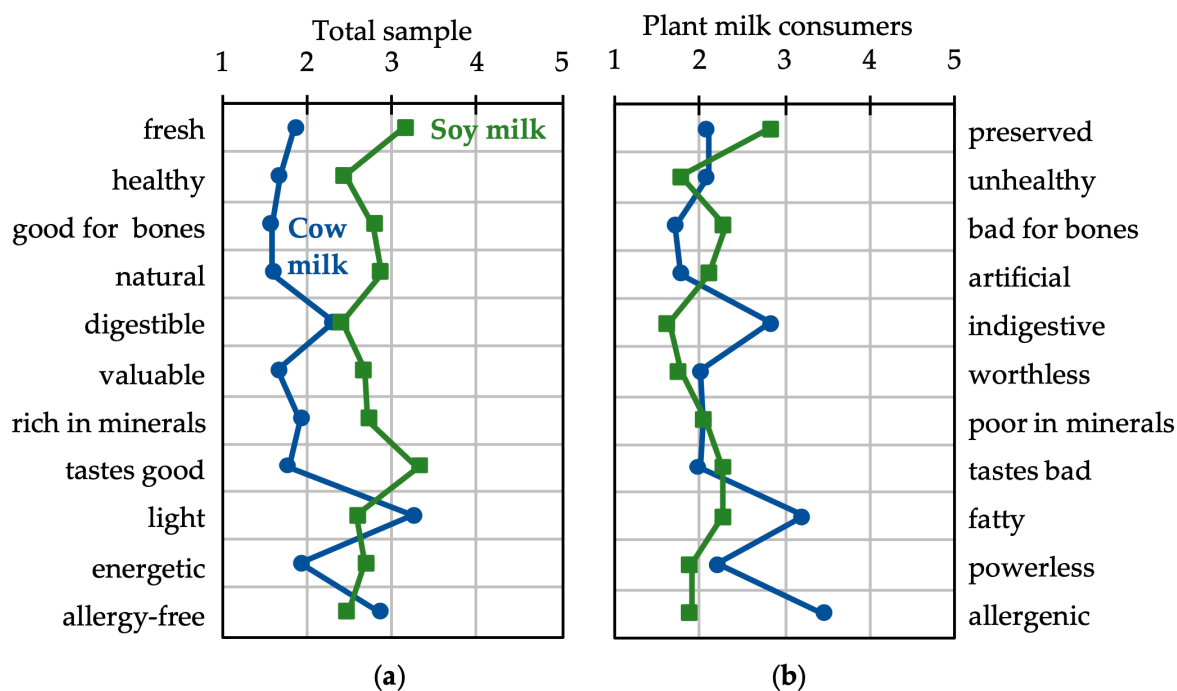 Total sample
Plant milk consumers
1 2 3 4 5
1 2 3 4 5
fresh
Soy milk
preserved
healthy
unhealthy
good for bones
Cow
milk
bad for bones
natural
artificial
digestible
indigestive
valuable
worthless
rich in minerals
poor in minerals
tastes good
tastes bad
light
fatty
energetic
powerless
allergy-free
allergenic
(a)
(b)